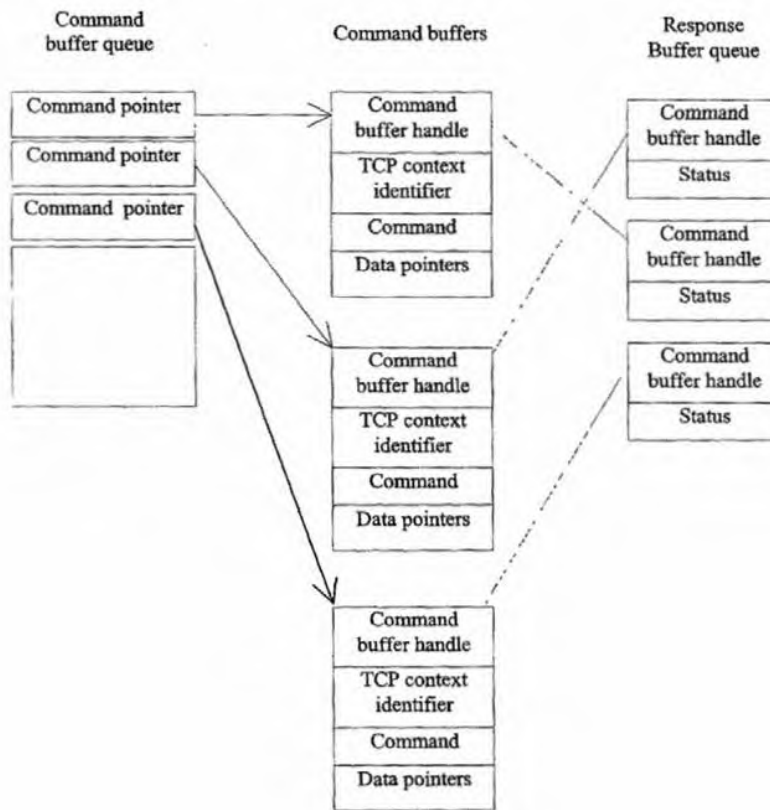 Command
buffer queue
Command pointer
Command pointer
Command pointer
Command buffers
Command
buffer handle
TCP context
identifier
Command
Data pointers
Command
buffer handle
TCP context
identifier
Command
Data pointers
Command
buffer handle
TCP context
identifier
Command
Data pointers
Response
Buffer queue
Command
buffer handle
Status
Command
buffer handle
Status
Command
buffer handle
Status